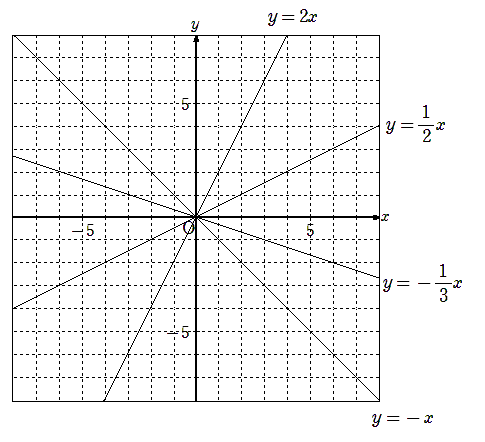 y = 2x
y
5
y = 1/2 x
x
-5
O
5
y = -1/3 x
-5
y = -x